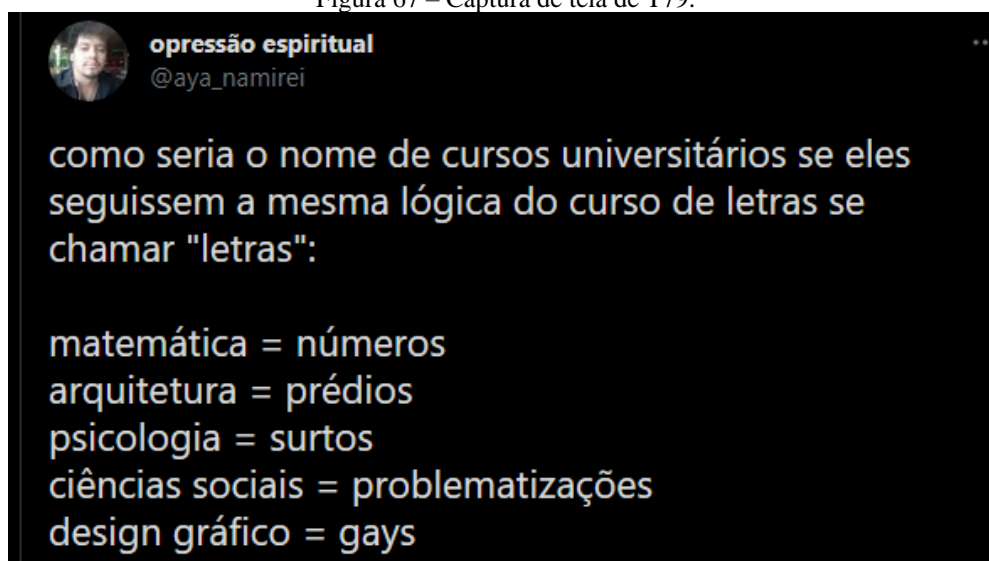 Figura 67 – Captura de tela de T79.
opressão espiritual
@aya_namirei
como seria o nome de cursos universitários se eles
seguissem a mesma lógica do curso de letras se
chamar "letras":
matemática = números
arquitetura = prédios
psicologia = surtos
ciências sociais = problematizações
design gráfico = gays